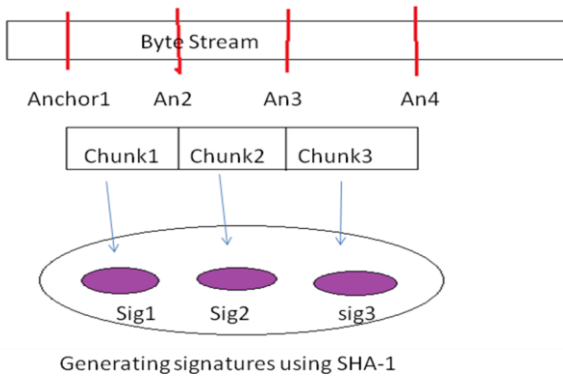 Byte Stream
Anchor1 An2 An3 An4
Chunk1 Chunk2 Chunk3
Sig1 Sig2 sig3
Generating signatures using SHA-1